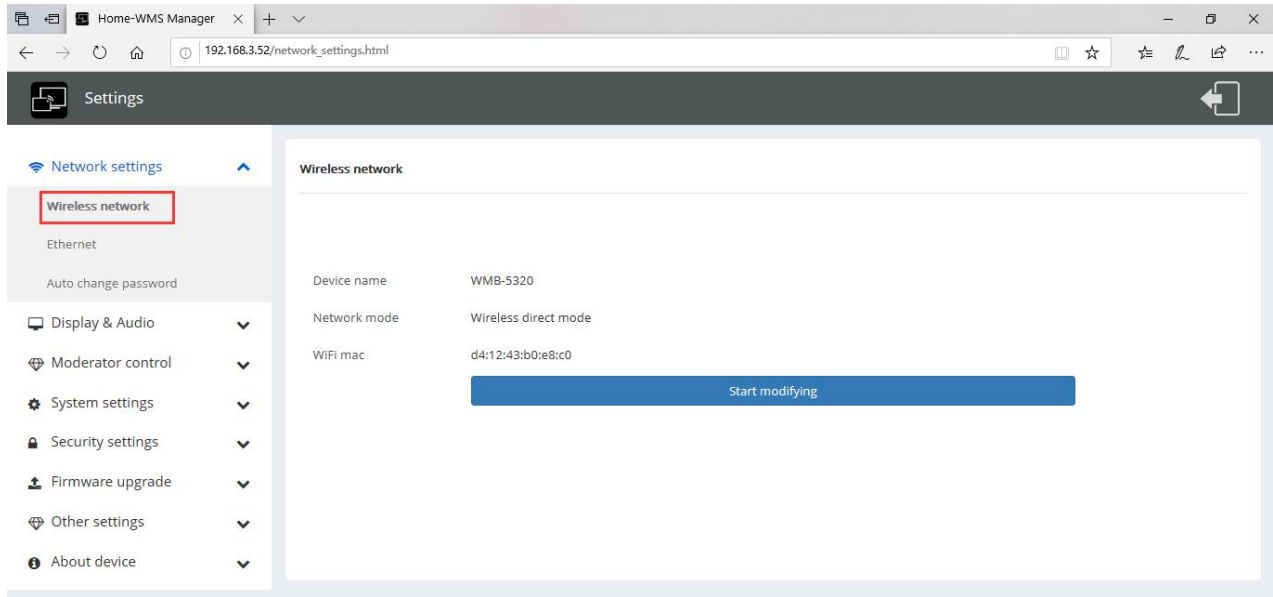 Home-WMS Manager
192.168.3.52/network_settings.html
Settings
Network settings
Wireless network
Ethernet
Auto change password
Display & Audio
Moderator control
System settings
Security settings
Firmware upgrade
Other settings
About device
Wireless network
Device name WMB-5320
Network mode Wireless direct mode
WiFi mac d4:12:43:b0:e8:c0
Start modifying